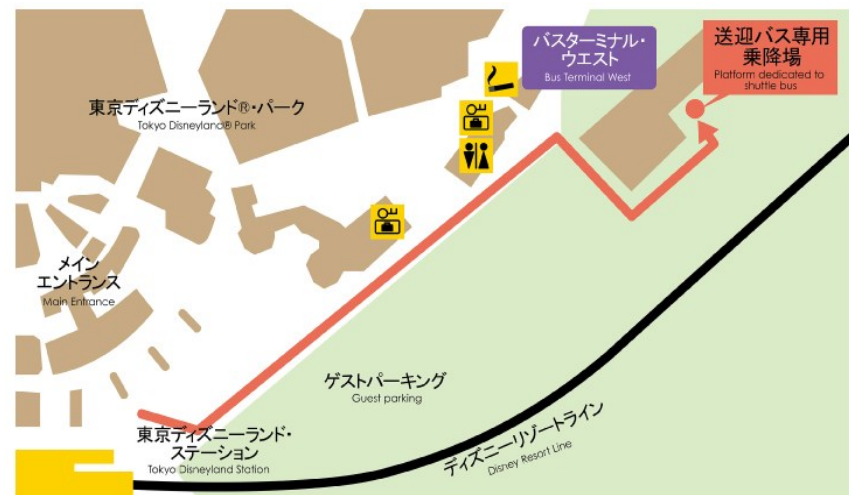 東京ディズニーランド®・パーク
Tokyo Disneyland® Park
バスターミナル・
ウエスト
Bus Terminal West
送迎バス専用
乗降場
Platform dedicated to
shuttle bus
メイン
エントランス
Main Entrance
ゲストパーキング
Guest parking
東京ディズニーランド・
ステーション
Tokyo Disneyland Station
ディズニーリゾートライン
Disney Resort Line